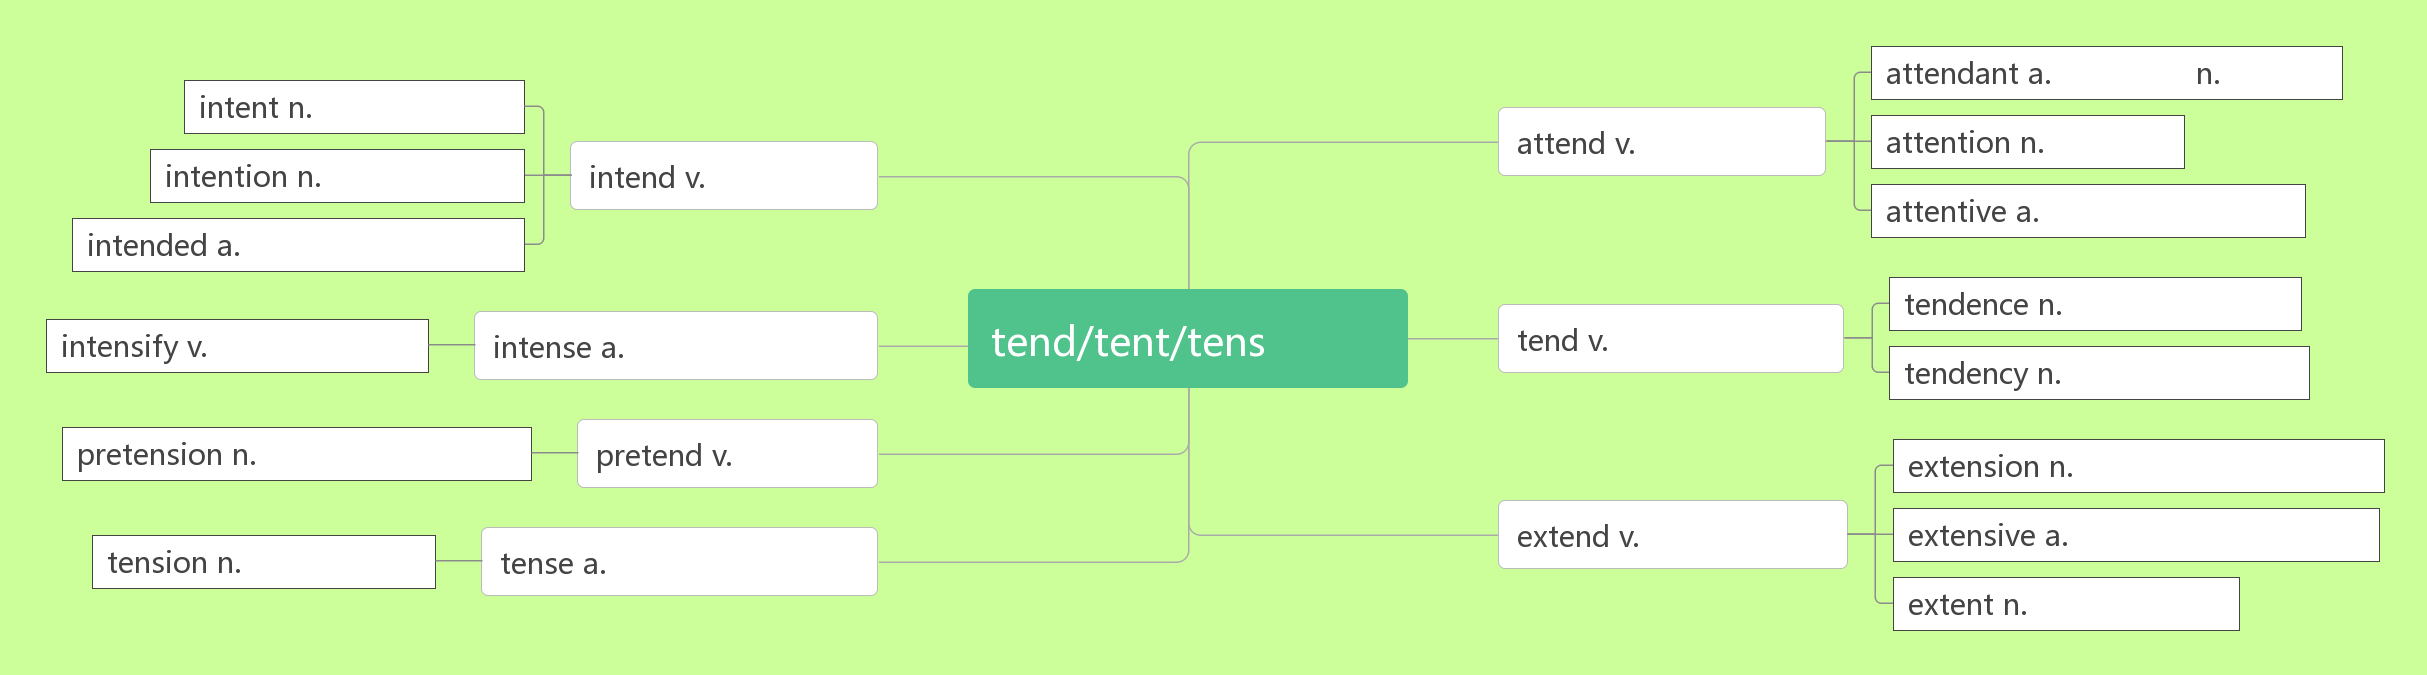 tend/tent/tens
attend v.
attendant a. n.
attention n.
attentive a.
tend v.
tendence n.
tendency n.
extend v.
extension n.
extensive a.
extent n.
intend v.
intent n.
intention n.
intended a.
intense a.
intensify v.
pretend v.
pretension n.
tense a.
tension n.